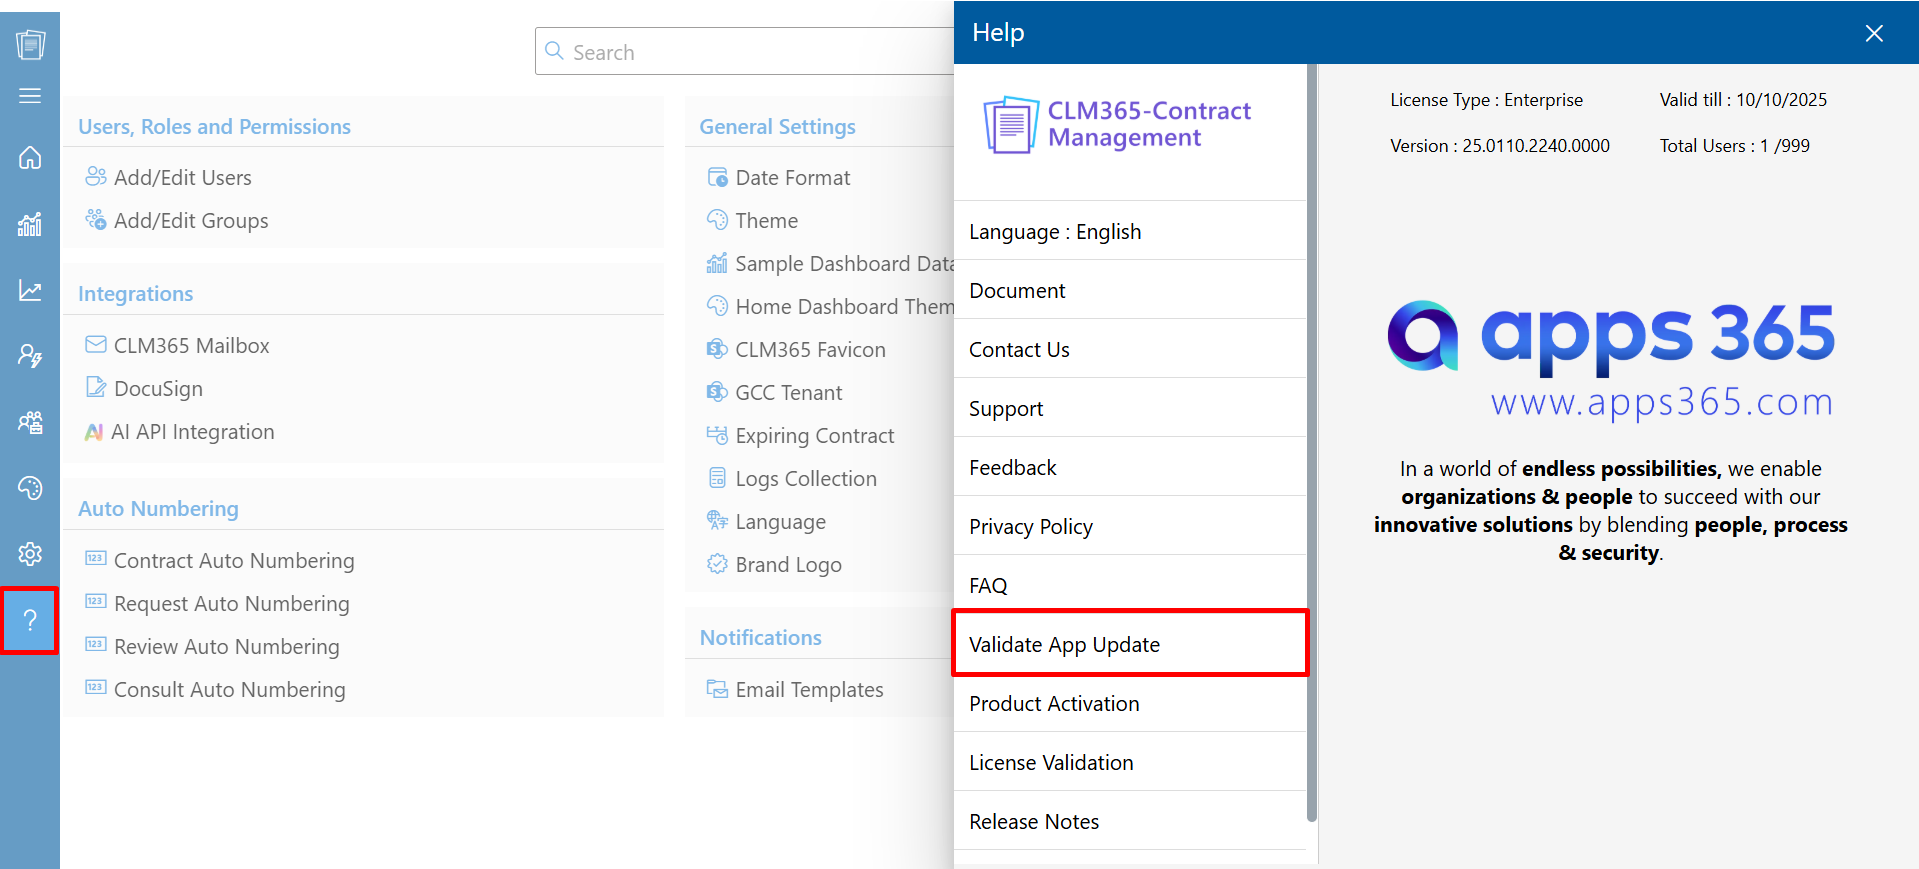 Search
Users, Roles and Permissions
Add/Edit Users
Add/Edit Groups
Integrations
CLM365 Mailbox
DocuSign
AI API Integration
Auto Numbering
123 Contract Auto Numbering
123 Request Auto Numbering
123 Review Auto Numbering
123 Consult Auto Numbering
General Settings
Date Format
Theme
Sample Dashboard Data
Home Dashboard Them
CLM365 Favicon
GCC Tenant
Expiring Contract
Logs Collection
Language
Brand Logo
Notifications
Email Templates
?
Help
CLM365-Contract
Management
Language : English
Document
Contact Us
Support
Feedback
Privacy Policy
FAQ
Validate App Update
Product Activation
License Validation
Release Notes
License Type : Enterprise
Valid till : 10/10/2025
Version : 25.0110.2240.0000
Total Users : 1 /999
apps 365
www.apps365.com
In a world of endless possibilities, we enable
organizations & people to succeed with our
innovative solutions by blending people, process
& security.